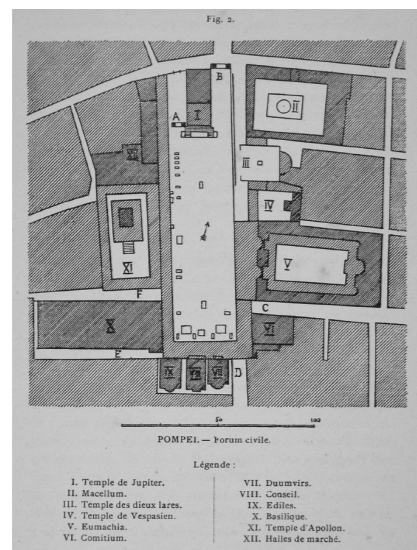 Fig. 2.
B
A
I
II
III
XII
IV
XI
V
F
C
X
VI
E
IX
VIII
VII
D
50
100
POMPEI. — Forum civile.
Légende :
I. Temple de Jupiter.
II. Macellum.
III. Temple des dieux lares.
IV. Temple de Vespasien.
V. Eumachia.
VI. Comitium.
VII. Duumvirs.
VIII. Conseil.
IX. Ediles.
X. Basilique.
XI. Temple d'Apollon.
XII. Halles de marché.